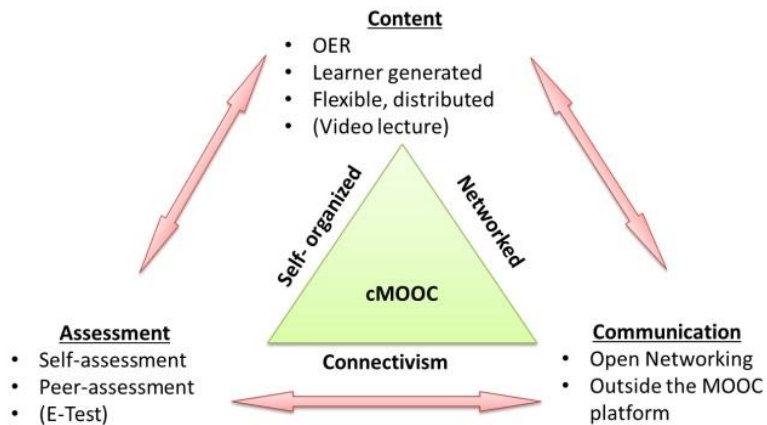 Content
• OER
• Learner generated
• Flexible, distributed
• (Video lecture)
Self- organized
Networked
cMOOC
Connectivism
Assessment
• Self-assessment
• Peer-assessment
• (E-Test)
Communication
• Open Networking
• Outside the MOOC
platform